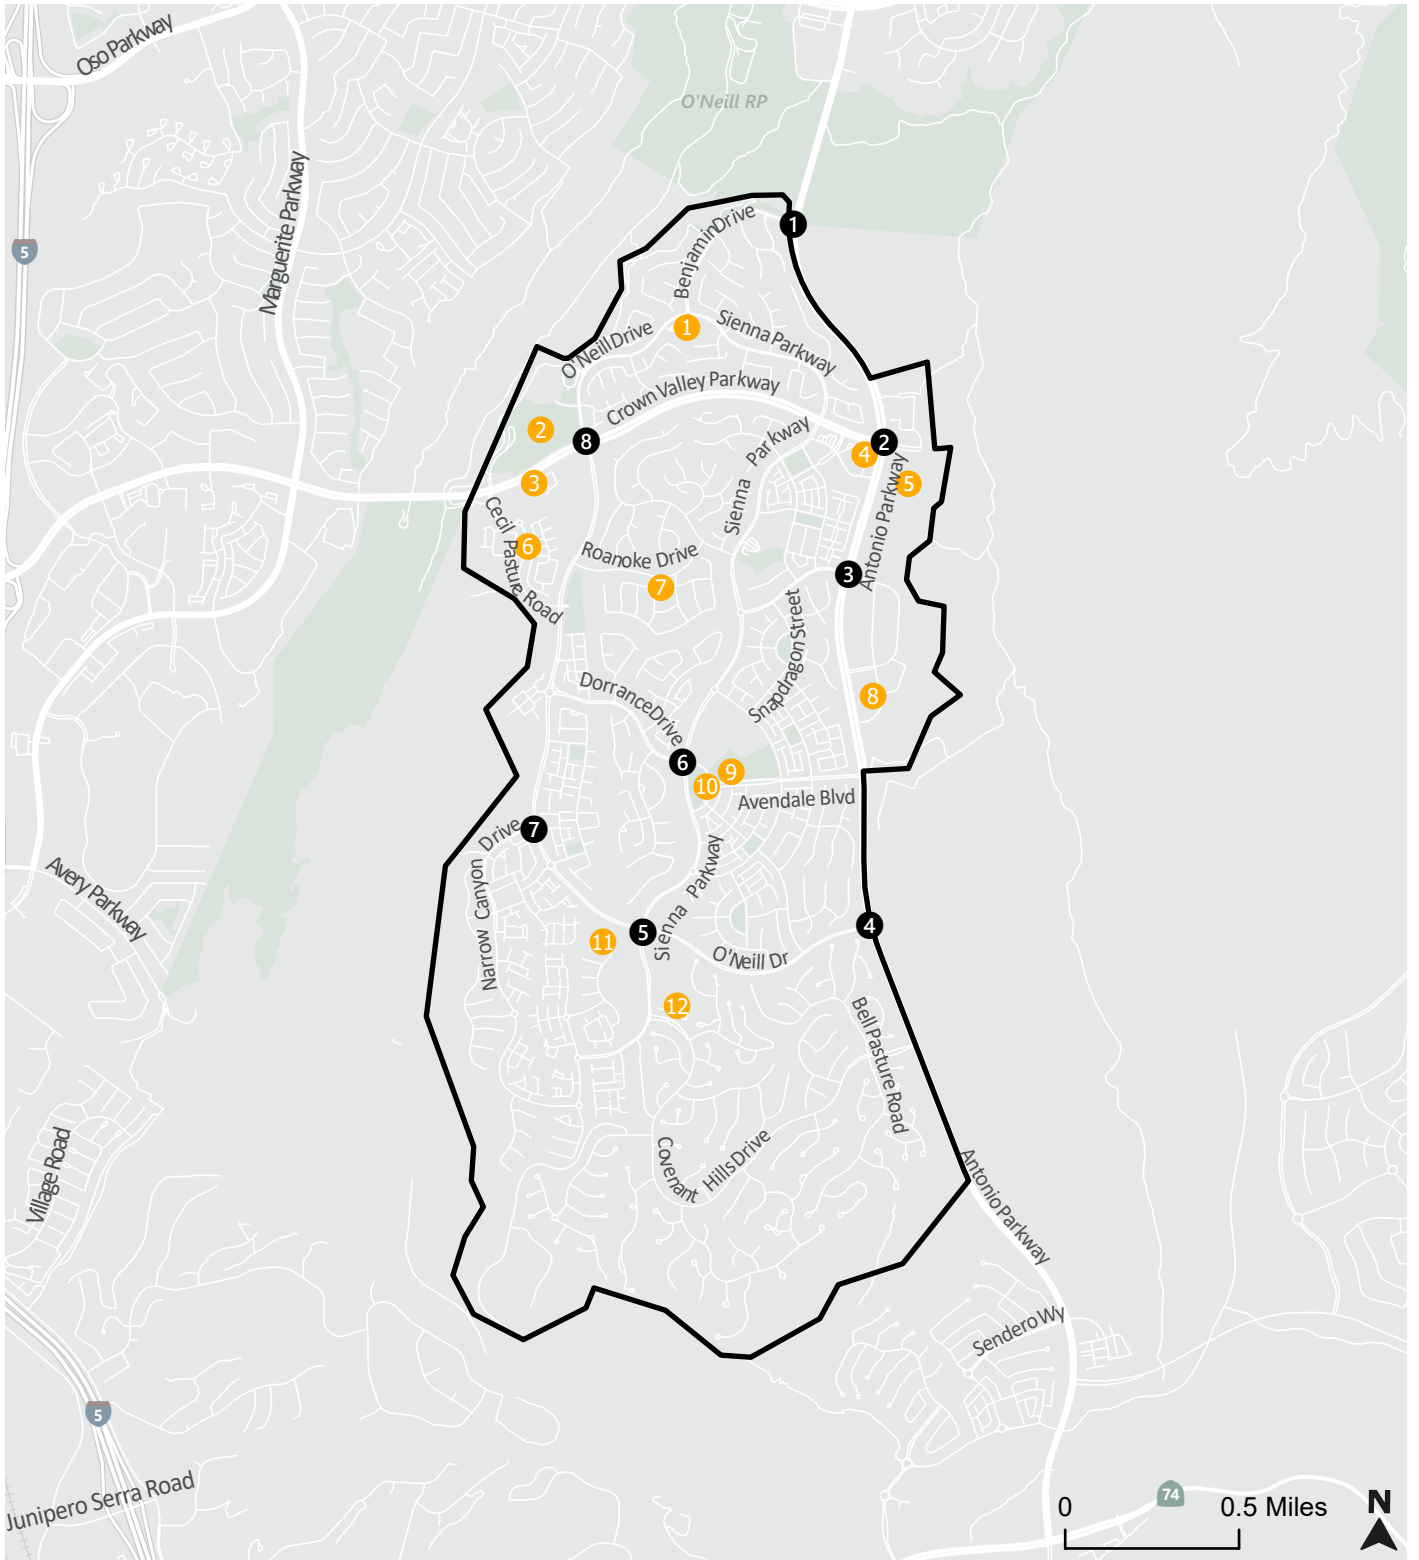 Oso Parkway
O'Neill RP
Marguerite Parkway
5
1
Benjamin Drive
1
Sienna Parkway
O'Neill Drive
Crown Valley Parkway
2
8
Sienna Parkway
4
2
3
5
Cecil Pasture Road
6
Roanoke Drive
7
3
Antonio Parkway
Snapdragon Street
8
Dorrance Drive
6
9
10
Avendale Blvd
7
Narrow Canyon Drive
Avery Parkway
Sienna Parkway
11
5
O'Neill Dr
4
12
Bell Pasture Road
Covenant Hills Drive
Village Road
Antonio Parkway
Sendero Wy
5
Junipero Serra Road
74
0
0.5 Miles
N